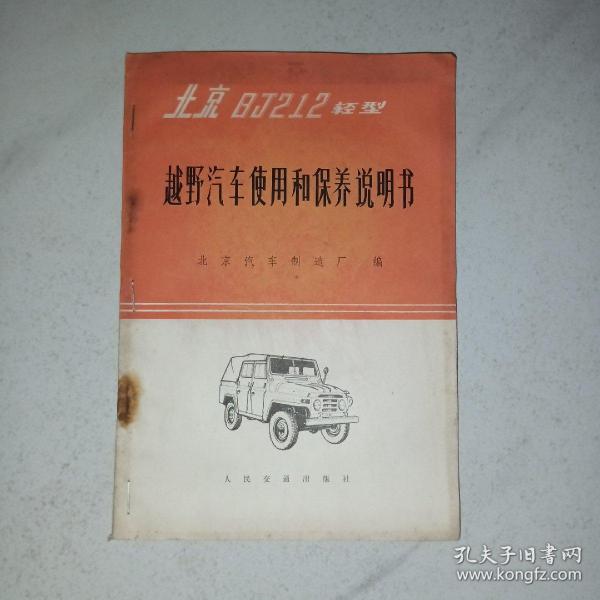 北京 BJ212 轻型
越野汽车使用和保养说明书
北京汽车制造厂 编
人民交通出版社
孔夫子旧书网
www.kongfz.com